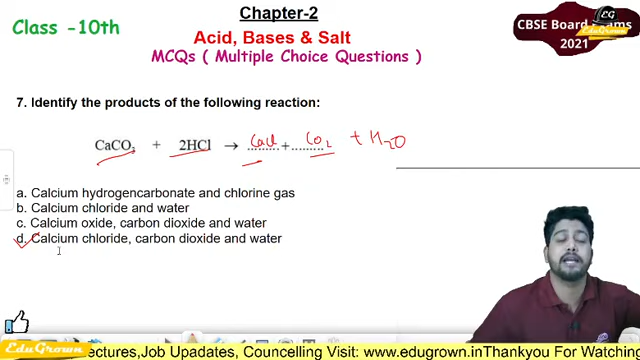 Chapter-2
Class -10th
Acid, Bases & Salt
MCQs ( Multiple Choice Questions )
CBSE Board Exams
2021
EG
EduGrown
7. Identify the products of the following reaction:
CaCO3 + 2HCl → CaCl + CO2 + H2O
a. Calcium hydrogencarbonate and chlorine gas
b. Calcium chloride and water
c. Calcium oxide, carbon dioxide and water
d. Calcium chloride, carbon dioxide and water
EduGrown
ectures,Job Upadates, Councelling Visit: www.edugrown.inThankyou For Watching